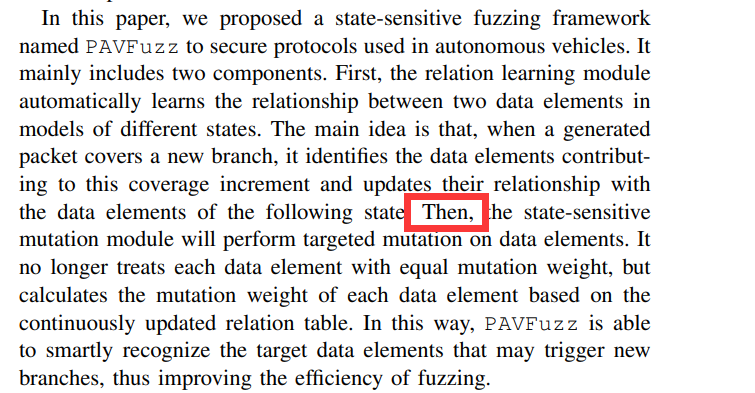 In this paper, we proposed a state-sensitive fuzzing framework
named PAVFuzz to secure protocols used in autonomous vehicles. It
mainly includes two components. First, the relation learning module
automatically learns the relationship between two data elements in
models of different states. The main idea is that, when a generated
packet covers a new branch, it identifies the data elements contribut-
ing to this coverage increment and updates their relationship with
the data elements of the following state Then, the state-sensitive
mutation module will perform targeted mutation on data elements. It
no longer treats each data element with equal mutation weight, but
calculates the mutation weight of each data element based on the
continuously updated relation table. In this way, PAVFuzz is able
to smartly recognize the target data elements that may trigger new
branches, thus improving the efficiency of fuzzing.